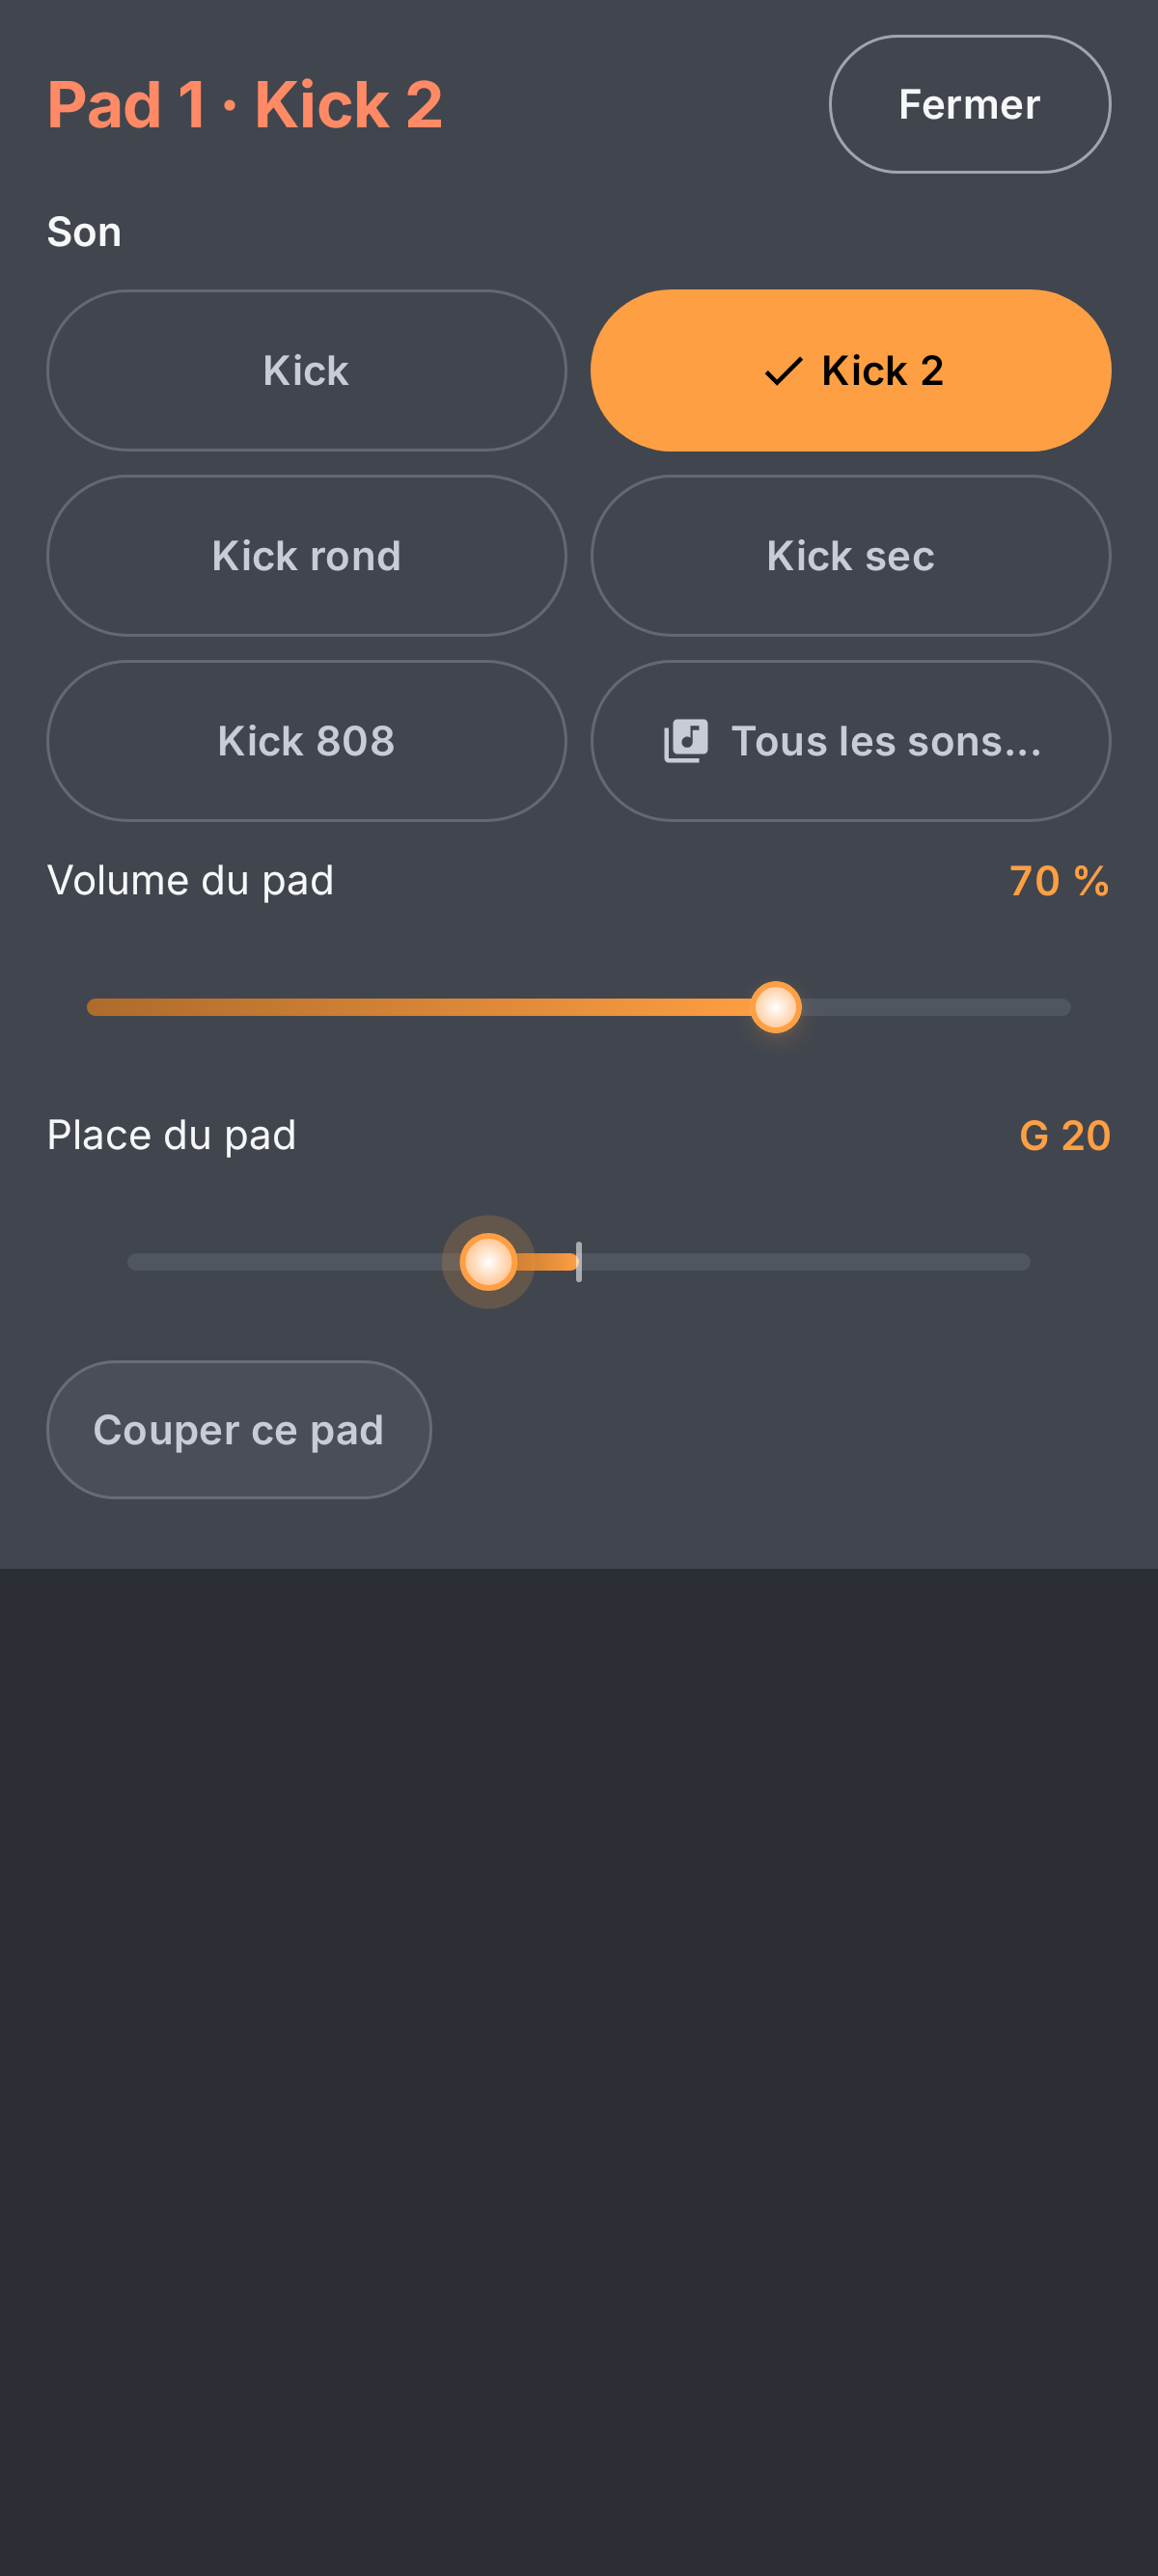 Pad 1 · Kick 2
Fermer
Son
Kick
Kick 2
Kick rond
Kick sec
Kick 808
Tous les sons...
Volume du pad
70 %
Place du pad
G 20
Couper ce pad